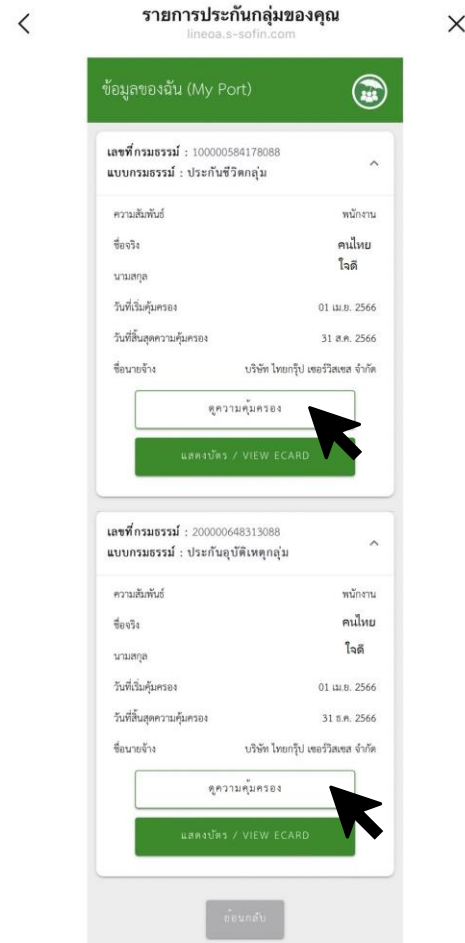 รายการประกันกลุ่มของคุณ
lineoa.s-sofin.com
ข้อมูลของฉัน (My Port)
เลขที่กรมธรรม์ : 100000584178088
แบบกรมธรรม์ : ประกันชีวิตกลุ่ม
ความสัมพันธ์ พนักงาน
ชื่อจริง คนไทย
นามสกุล ใจดี
วันที่เริ่มคุ้มครอง 01 เม.ย. 2566
วันที่สิ้นสุดความคุ้มครอง 31 ส.ค. 2566
ชื่อนายจ้าง บริษัท ไทยกรุ๊ป เซอร์วิสเซส จำกัด
ดูความคุ้มครอง
แสดงบัตร / VIEW ECARD
เลขที่กรมธรรม์ : 200000648313088
แบบกรมธรรม์ : ประกันอุบัติเหตุกลุ่ม
ความสัมพันธ์ พนักงาน
ชื่อจริง คนไทย
นามสกุล ใจดี
วันที่เริ่มคุ้มครอง 01 เม.ย. 2566
วันที่สิ้นสุดความคุ้มครอง 31 ธ.ค. 2566
ชื่อนายจ้าง บริษัท ไทยกรุ๊ป เซอร์วิสเซส จำกัด
ดูความคุ้มครอง
แสดงบัตร / VIEW ECARD
ย้อนกลับ